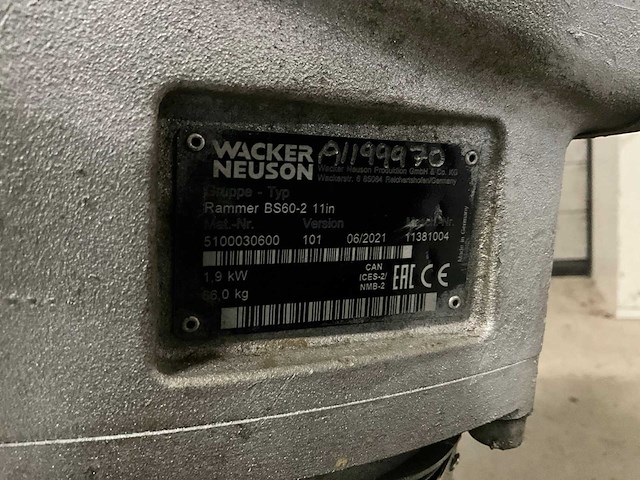 WACKER
NEUSON
A1199970
Wacker Neuson Produktion GmbH & Co. KG
Wackerstr. 6 85084 Reichertshofen/Germany
Gruppe - Typ
Rammer BS60-2 11in
Mat.-Nr. Version Masch-Nr.
5100030600 101 06/2021 11381004
1,9 kW
CAN
ICES-2/
NMB-2
EAC CE
66,0 kg
Made in Germany